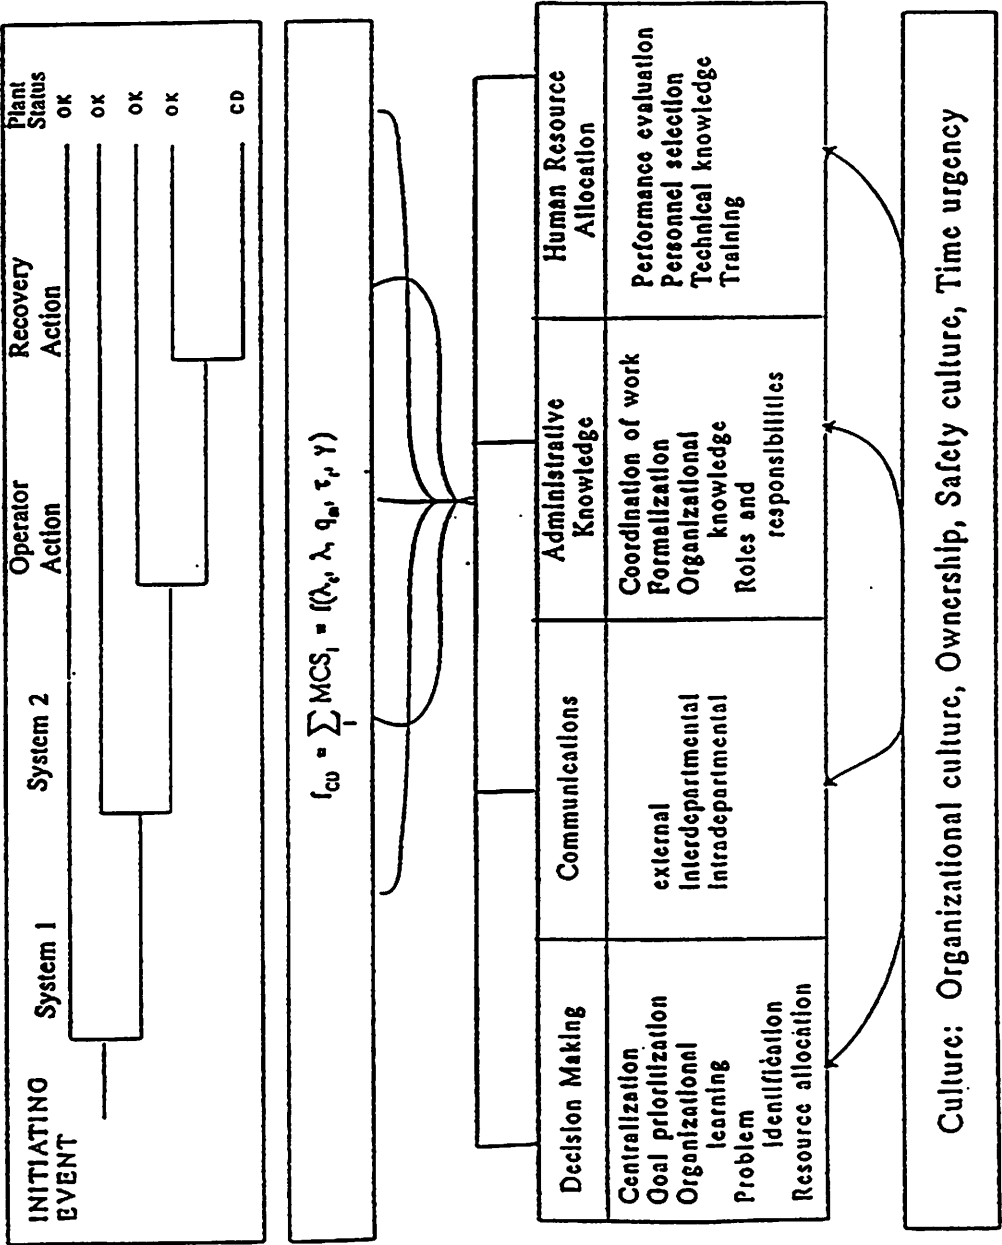 INITIATING
EVENT
System 1
System 2
Operator
Action
Recovery
Action
Plant
Status
OK
OK
OK
OK
CD
f_CD = ∑_i MCS_i = f((λ_c, λ, q_m, τ_r, γ)
Decision Making
Centralization
Goal prioritization
Organizational
learning
Problem
identification
Resource allocation
Communications
external
Interdepartmental
Intradepartmental
Administrative
Knowledge
Coordination of work
Formalization
Organizational
knowledge
Roles and
responsibilities
Human Resource
Allocation
Performance evaluation
Personnel selection
Technical knowledge
Training
Culture: Organizational culture, Ownership, Safety culture, Time urgency